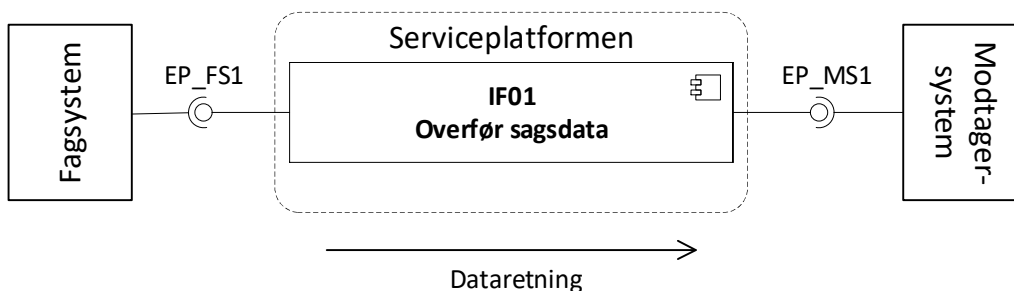 Serviceplatformen
Fagsystem
EP_FS1
IF01
Overfør sagsdata
EP_MS1
Modtager-
system
Dataretning